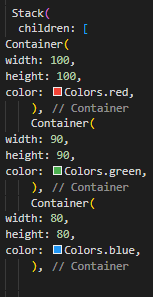 Stack(
children: [
Container(
width: 100,
height: 100,
color: Colors.red,
), // Container
Container(
width: 90,
height: 90,
color: Colors.green,
), // Container
Container(
width: 80,
height: 80,
color: Colors.blue,
), // Container